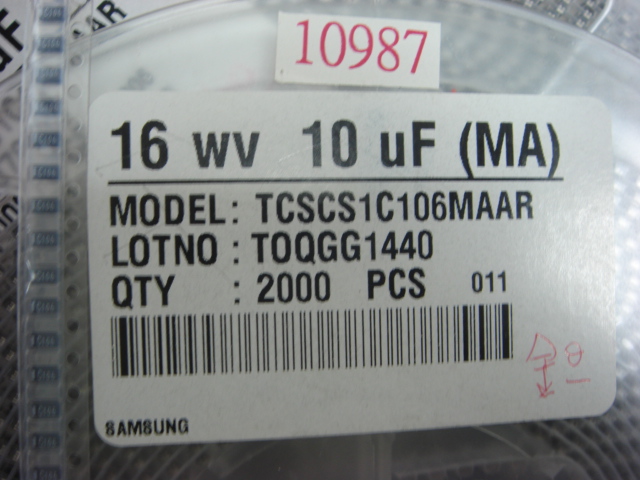 10987
16 WV 10 uF (MA)
MODEL: TCSCS1C106MAAR
LOTNO : TOQGG1440
QTY : 2000 PCS 011
SAMSUNG